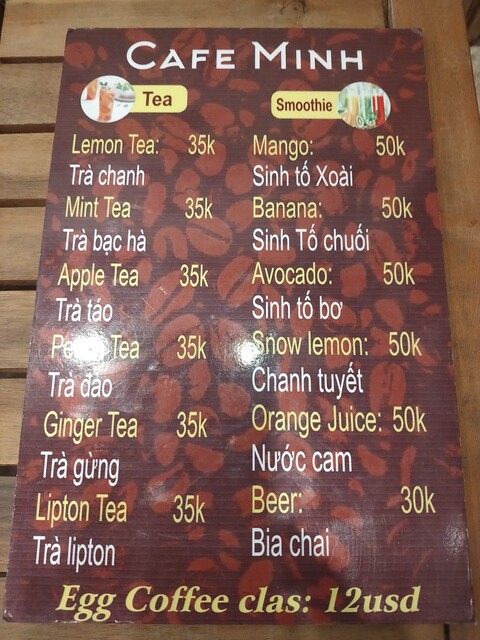 CAFE MINH
Tea
Lemon Tea: 35k
Trà chanh
Mint Tea 35k
Trà bạc hà
Apple Tea 35k
Trà táo
Peach Tea 35k
Trà đào
Ginger Tea 35k
Trà gừng
Lipton Tea 35k
Trà lipton
Smoothie
Mango: 50k
Sinh tố Xoài
Banana: 50k
Sinh Tố chuối
Avocado: 50k
Sinh tố bơ
Snow lemon: 50k
Chanh tuyết
Orange Juice: 50k
Nước cam
Beer: 30k
Bia chai
Egg Coffee clas: 12usd